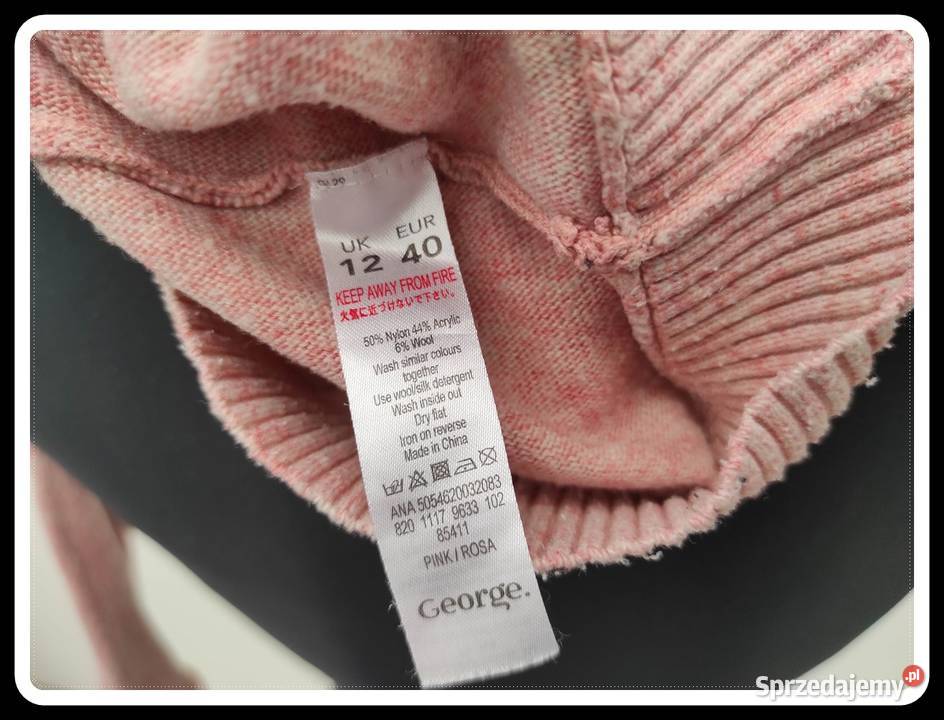 UK EUR
12 40
KEEP AWAY FROM FIRE
火気に近づけないで下さい。
50% Nylon 44% Acrylic
6% Wool
Wash similar colours
together
Use wool/silk detergent
Wash inside out
Dry flat
Iron on reverse
Made in China
ANA 5054620032083
820 1117 9633 102
85411
PINK / ROSA
George.
Sprzedajemy.pl